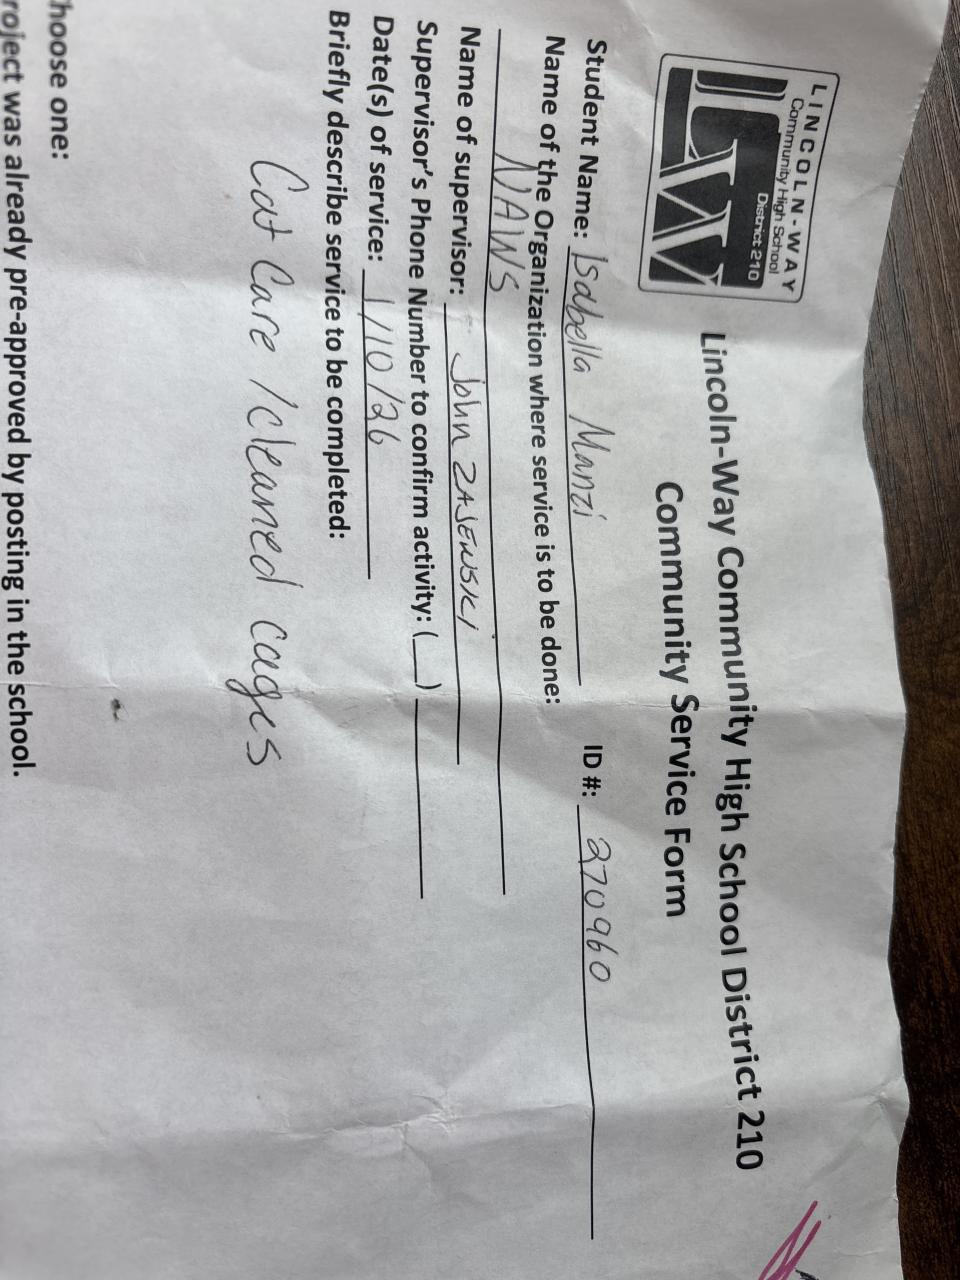 LINCOLN-WAY
Community High School
District 210
LW
Lincoln-Way Community High School District 210
Community Service Form
Student Name: Isabella Manzi ID #: 270960
Name of the Organization where service is to be done:
NAWS
Name of supervisor: John ZAJEWSKI
Supervisor's Phone Number to confirm activity: (__)
Date(s) of service: 1/10/26
Briefly describe service to be completed:
Cat Care / cleaned cages
hoose one:
roject was already pre-approved by posting in the school.